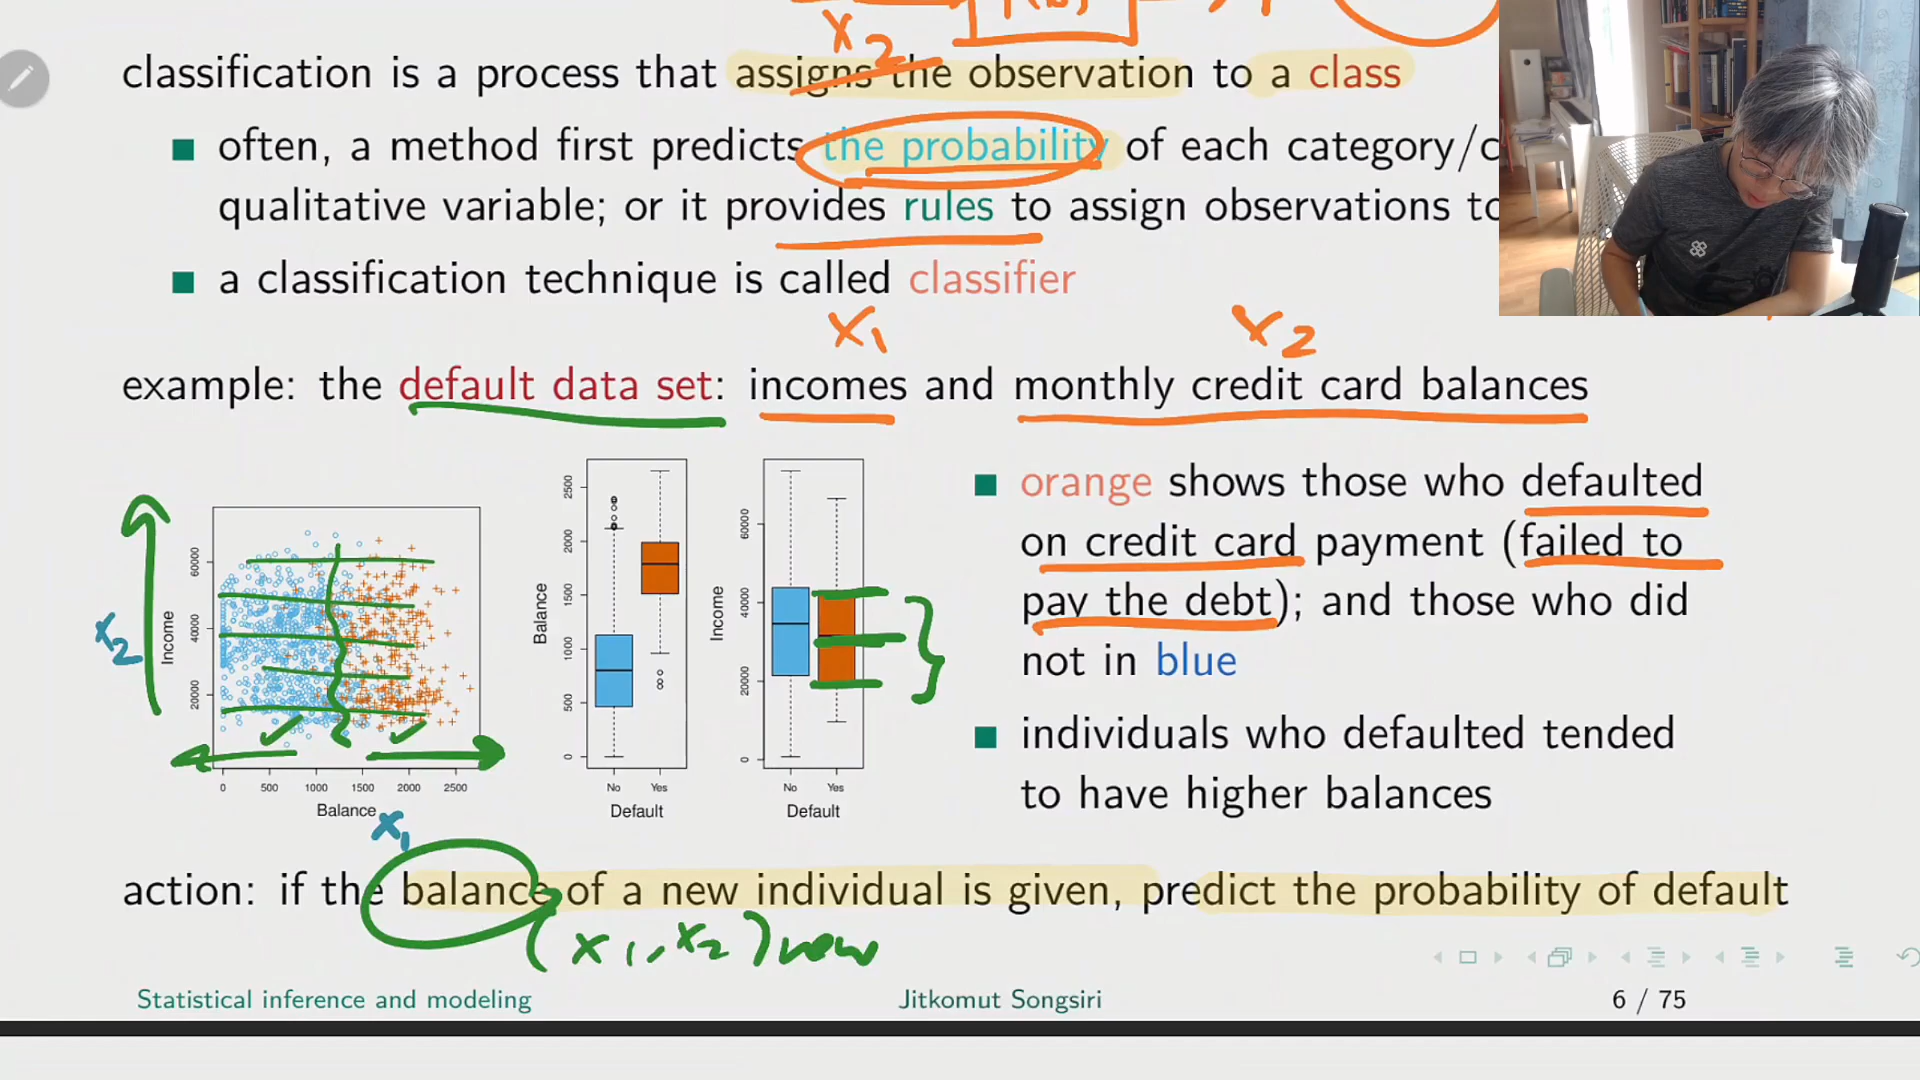 x2
classification is a process that assigns the observation to a class
often, a method first predicts the probability of each category/c
qualitative variable; or it provides rules to assign observations to
a classification technique is called classifier
x1 x2
example: the default data set: incomes and monthly credit card balances
orange shows those who defaulted
on credit card payment (failed to
pay the debt); and those who did
not in blue
individuals who defaulted tended
to have higher balances
x2
Income
20000 40000 60000
0 500 1000 1500 2000 2500
Balance
x1
Balance
0 500 1000 1500 2000 2500
No Yes
Default
Income
0 20000 40000 60000
No Yes
Default
action: if the balance of a new individual is given, predict the probability of default
(x1, x2) new
Statistical inference and modeling Jitkomut Songsiri 6 / 75